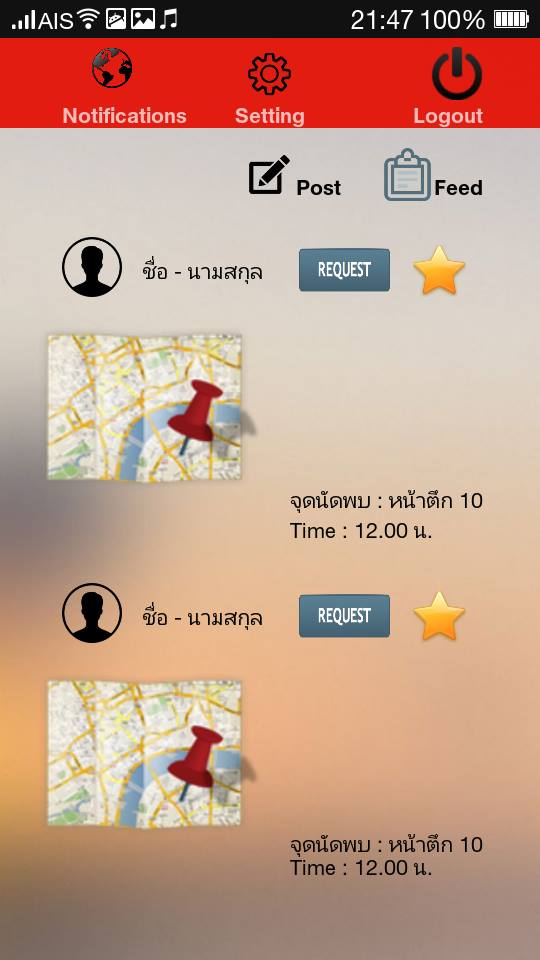 AIS 21:47 100%
Notifications Setting Logout
Post Feed
ชื่อ - นามสกุล REQUEST
จุดนัดพบ : หน้าตึก 10
Time : 12.00 น.
ชื่อ - นามสกุล REQUEST
จุดนัดพบ : หน้าตึก 10
Time : 12.00 น.